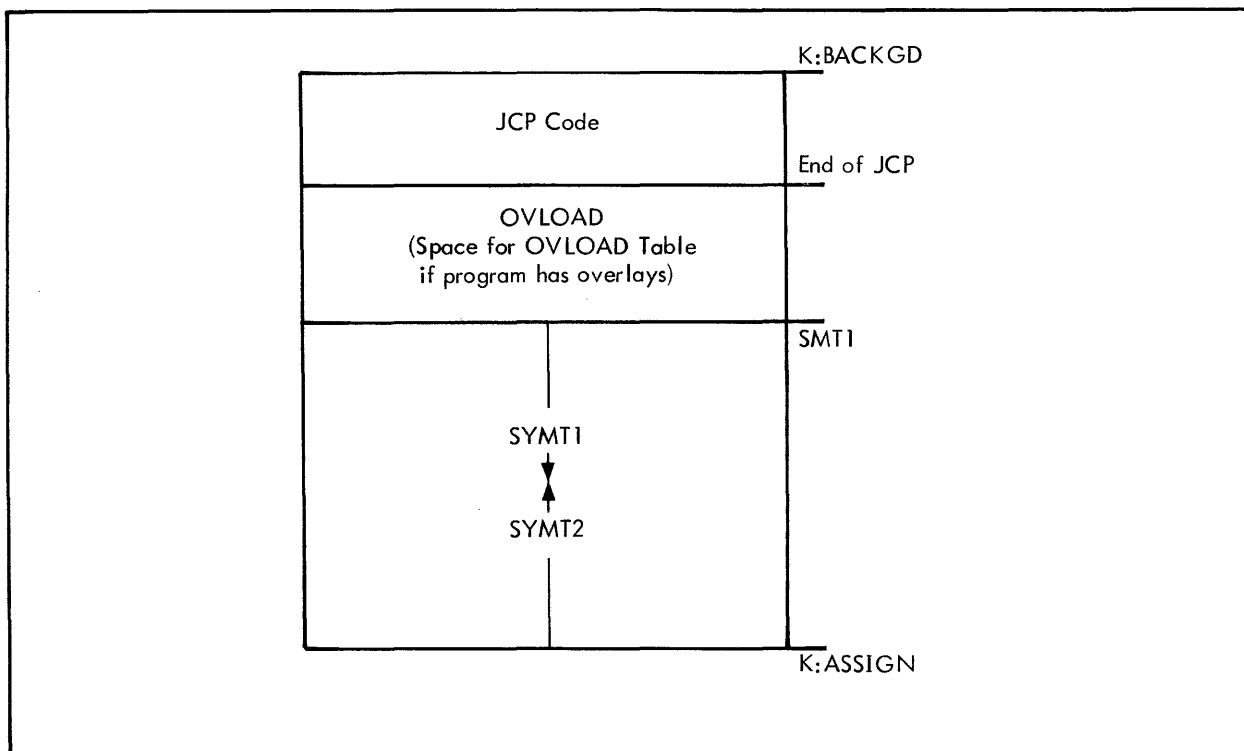 K:BACKGD
JCP Code
End of JCP
OVLOAD
(Space for OVLOAD Table
if program has overlays)
SMT1
SYMT1
SYMT2
K:ASSIGN